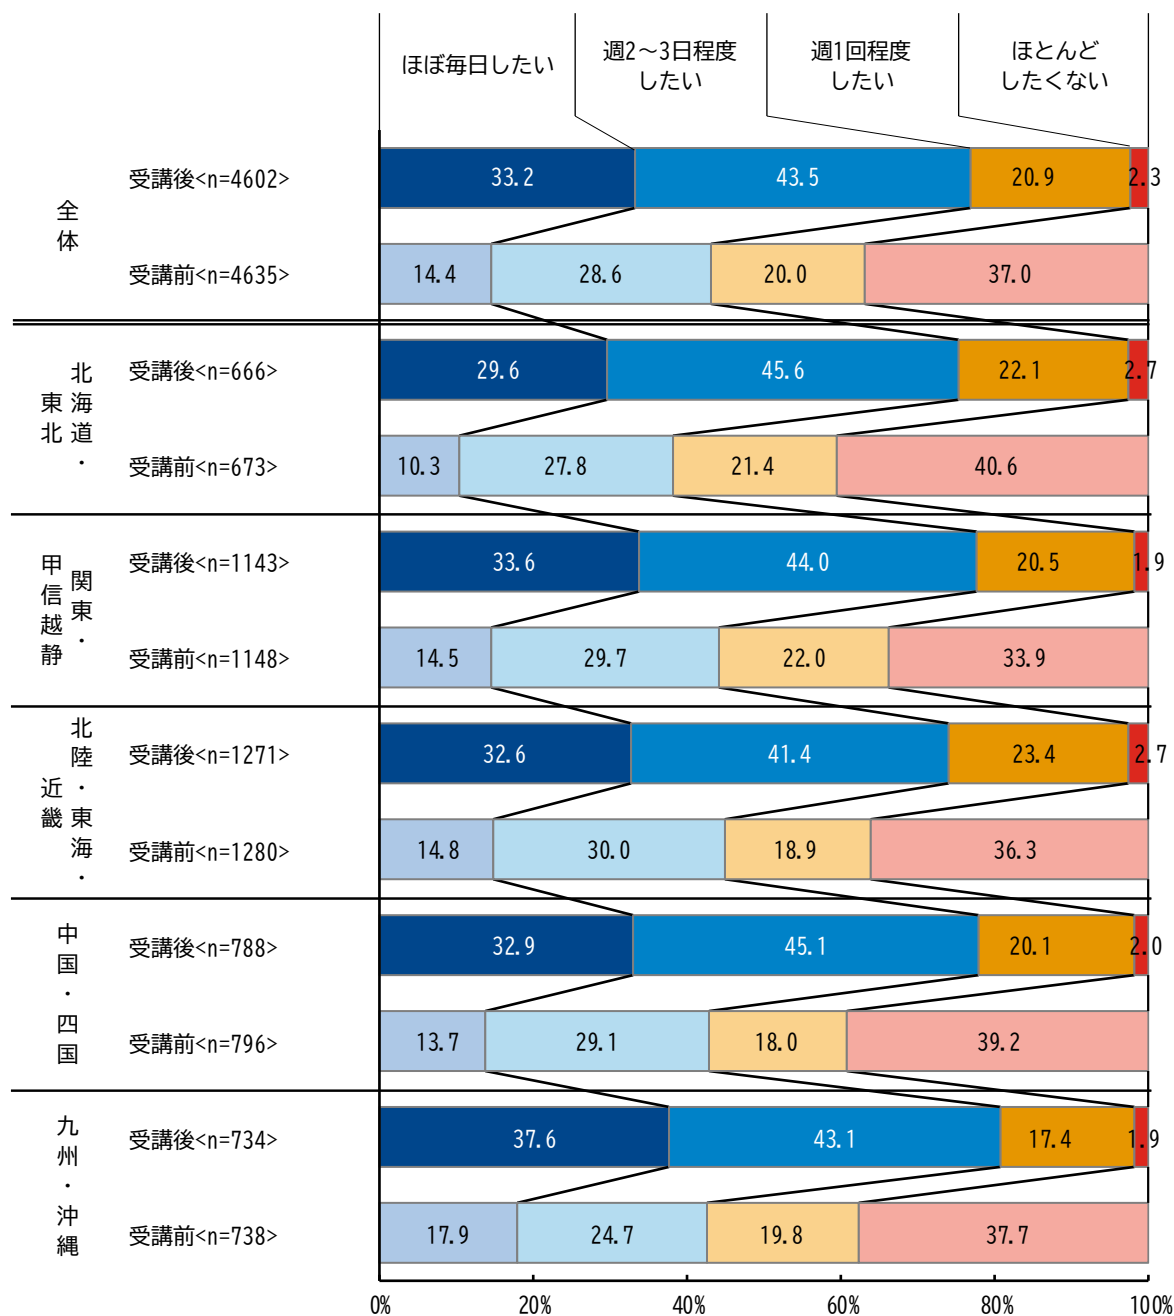 ほぼ毎日したい
週2～3日程度
したい
週1回程度
したい
ほとんど
したくない
全体
受講後<n=4602>
33.2 43.5 20.9 2.3
受講前<n=4635>
14.4 28.6 20.0 37.0
北海道・
東北
受講後<n=666>
29.6 45.6 22.1 2.7
受講前<n=673>
10.3 27.8 21.4 40.6
関東・
甲信越静
受講後<n=1143>
33.6 44.0 20.5 1.9
受講前<n=1148>
14.5 29.7 22.0 33.9
北陸・東海・
近畿
受講後<n=1271>
32.6 41.4 23.4 2.7
受講前<n=1280>
14.8 30.0 18.9 36.3
中国・四国
受講後<n=788>
32.9 45.1 20.1 2.0
受講前<n=796>
13.7 29.1 18.0 39.2
九州・沖縄
受講後<n=734>
37.6 43.1 17.4 1.9
受講前<n=738>
17.9 24.7 19.8 37.7
0% 20% 40% 60% 80% 100%